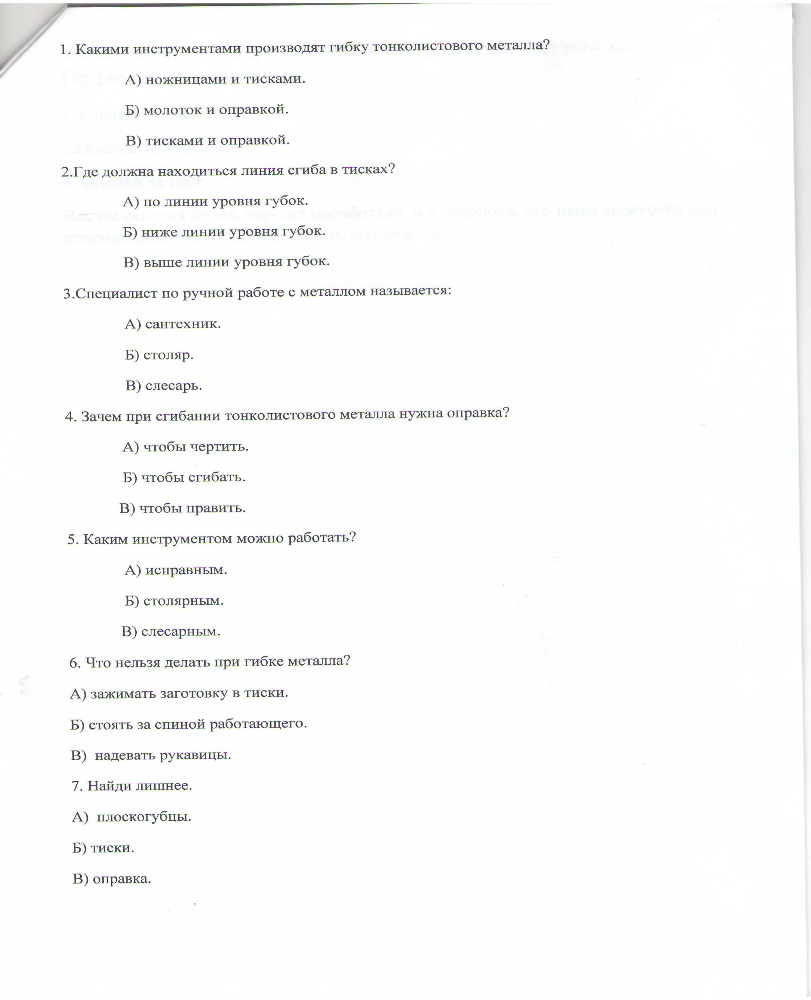 1. Какими инструментами производят гибку тонколистового металла?
А) ножницами и тисками.
Б) молоток и оправкой.
В) тисками и оправкой.
2.Где должна находиться линия сгиба в тисках?
А) по линии уровня губок.
Б) ниже линии уровня губок.
В) выше линии уровня губок.
3.Специалист по ручной работе с металлом называется:
А) сантехник.
Б) столяр.
В) слесарь.
4. Зачем при сгибании тонколистового металла нужна оправка?
А) чтобы чертить.
Б) чтобы сгибать.
В) чтобы править.
5. Каким инструментом можно работать?
А) исправным.
Б) столярным.
В) слесарным.
6. Что нельзя делать при гибке металла?
А) зажимать заготовку в тиски.
Б) стоять за спиной работающего.
В) надевать рукавицы.
7. Найди лишнее.
А) плоскогубцы.
Б) тиски.
В) оправка.